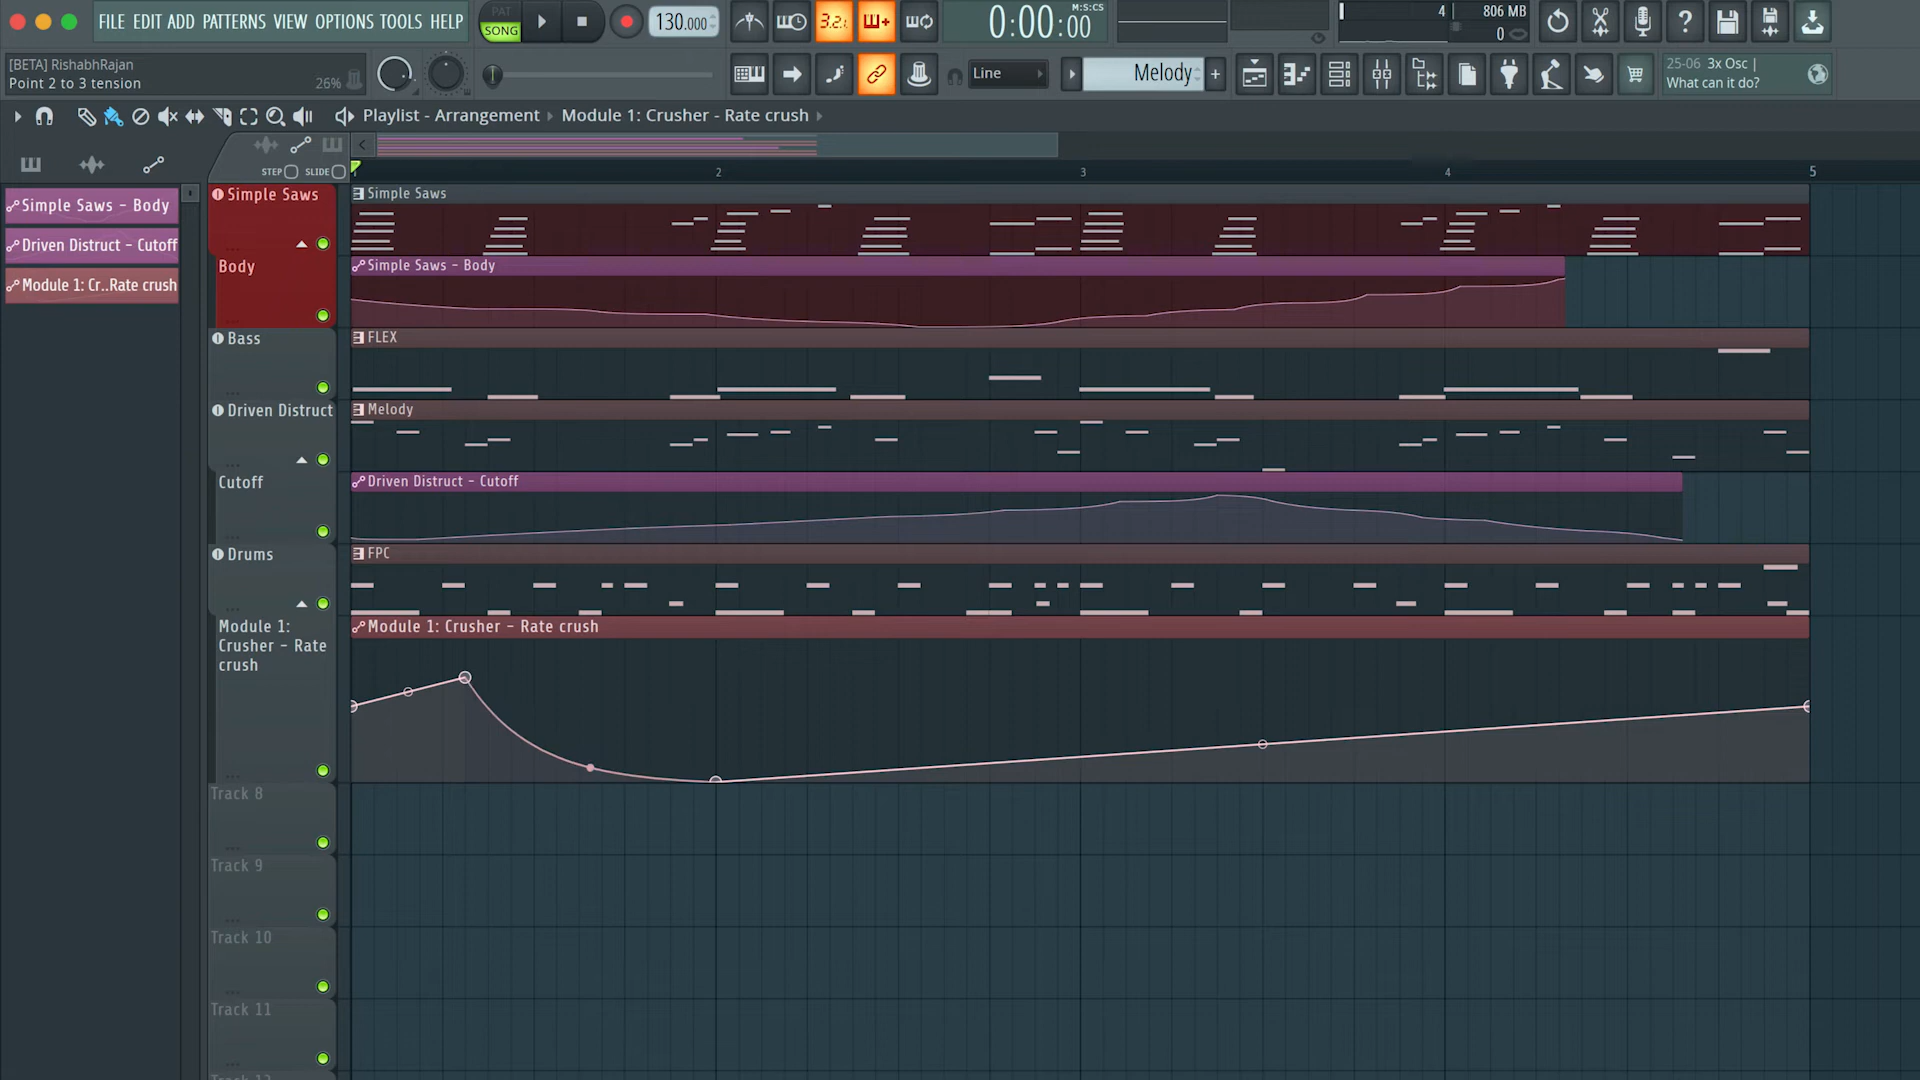 FILE EDIT ADD PATTERNS VIEW OPTIONS TOOLS HELP
PAT
SONG
130.000
3.2.
0:00:00
M:S:CS
4
806 MB
0
[BETA] RishabhRajan
Point 2 to 3 tension
26%
Line
Melody
25-06 3x Osc |
What can it do?
Playlist - Arrangement
Module 1: Crusher - Rate crush
STEP
SLIDE
2
3
4
5
Simple Saws - Body
Driven Distruct - Cutoff
Module 1: Cr..Rate crush
Simple Saws
Simple Saws
Body
Simple Saws - Body
Bass
FLEX
Driven Distruct
Melody
Cutoff
Driven Distruct - Cutoff
Drums
FPC
Module 1:
Crusher - Rate
crush
Module 1: Crusher - Rate crush
Track 8
Track 9
Track 10
Track 11